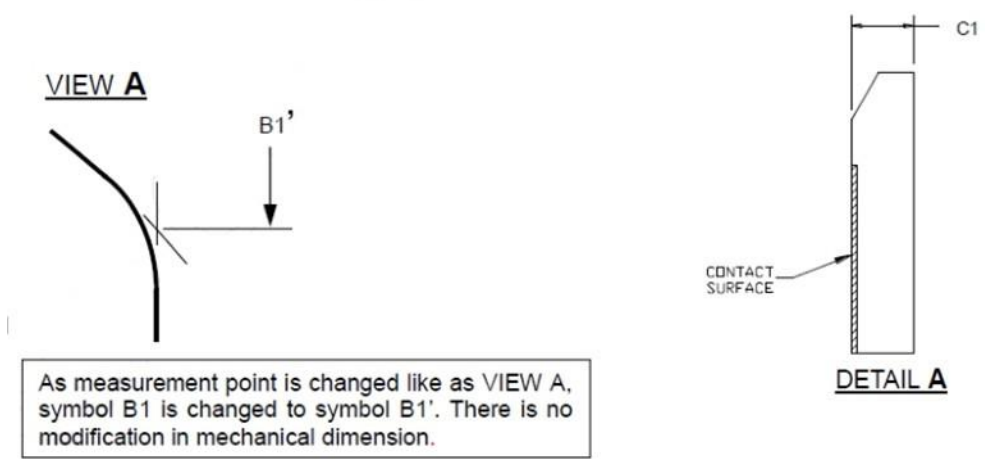 VIEW A
B1’
As measurement point is changed like as VIEW A,
symbol B1 is changed to symbol B1’. There is no
modification in mechanical dimension.
C1
CONTACT
SURFACE
DETAIL A